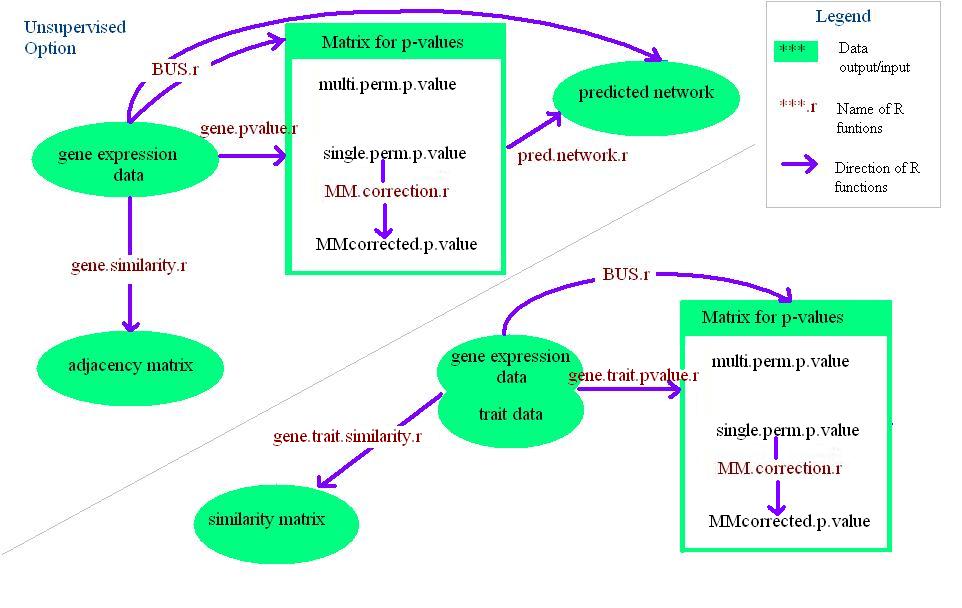 Unsupervised
Option
BUS.r
Matrix for p-values
multi.perm.p.value
gene.pvalue.r
gene expression
data
single.perm.p.value
MM.correction.r
MMcorrected.p.value
predicted network
pred.network.r
gene.similarity.r
adjacency matrix
Legend
***
Data
output/input
***.r
Name of R
funtions
Direction of R
functions
BUS.r
Matrix for p-values
gene expression
data
trait data
gene.trait.pvalue.r
multi.perm.p.value
single.perm.p.value
MM.correction.r
MMcorrected.p.value
gene.trait.similarity.r
similarity matrix